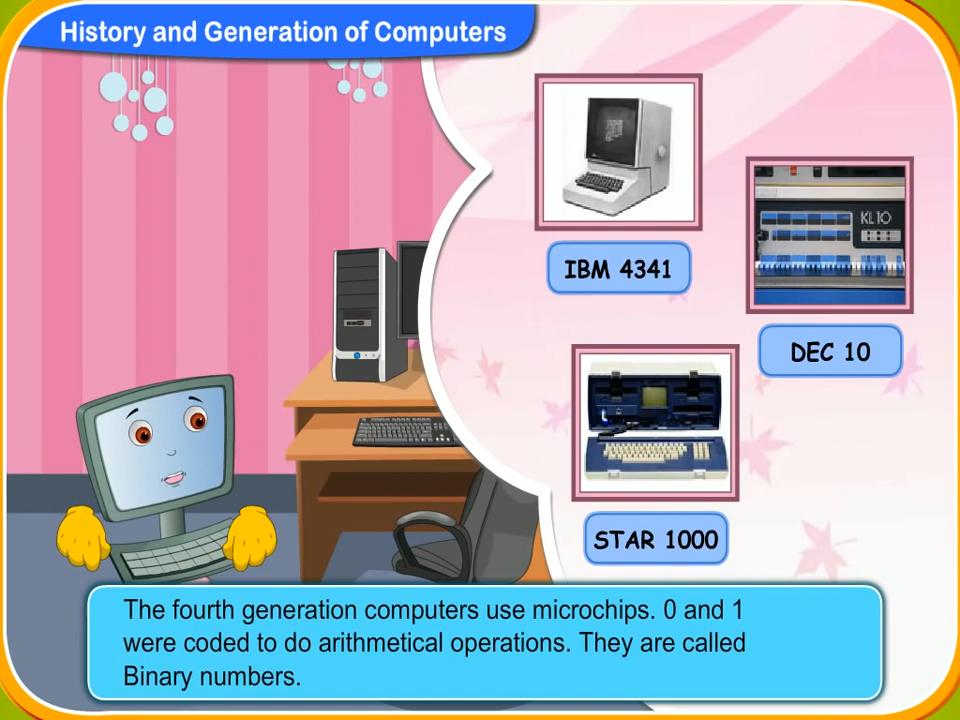 History and Generation of Computers
IBM 4341
KL10
DEC 10
STAR 1000
The fourth generation computers use microchips. 0 and 1
were coded to do arithmetical operations. They are called
Binary numbers.